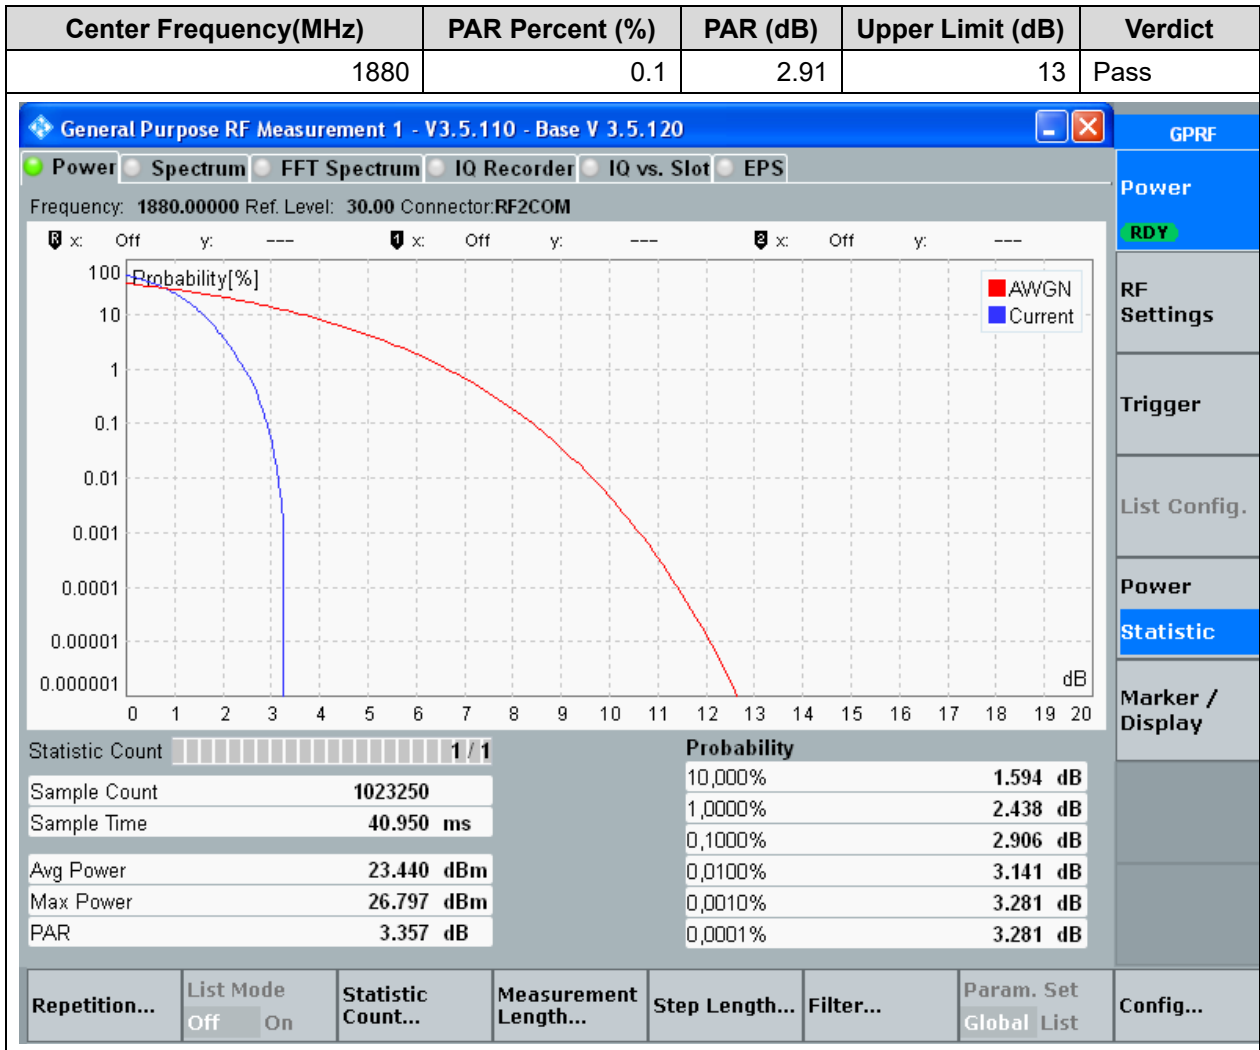 Center Frequency(MHz) PAR Percent (%) PAR (dB) Upper Limit (dB) Verdict
1880 0.1 2.91 13 Pass
General Purpose RF Measurement 1 - V3.5.110 - Base V 3.5.120
GPRF
Power Spectrum FFT Spectrum IQ Recorder IQ vs. Slot EPS
Power
RDY
Frequency: 1880.00000 Ref. Level: 30.00 Connector:RF2COM
R x: Off y: --- 1 x: Off y: --- 2 x: Off y: ---
Probability[%]
AWGN
Current
100
10
1
0.1
0.01
0.001
0.0001
0.00001
0.000001
dB
0 1 2 3 4 5 6 7 8 9 10 11 12 13 14 15 16 17 18 19 20
RF
Settings
Trigger
List Config.
Power
Statistic
Marker /
Display
Statistic Count 1 / 1
Sample Count 1023250
Sample Time 40.950 ms
Avg Power 23.440 dBm
Max Power 26.797 dBm
PAR 3.357 dB
Probability
10,000% 1.594 dB
1,0000% 2.438 dB
0,1000% 2.906 dB
0,0100% 3.141 dB
0,0010% 3.281 dB
0,0001% 3.281 dB
Repetition...
List Mode
Off On
Statistic
Count...
Measurement
Length...
Step Length...
Filter...
Param. Set
Global List
Config...